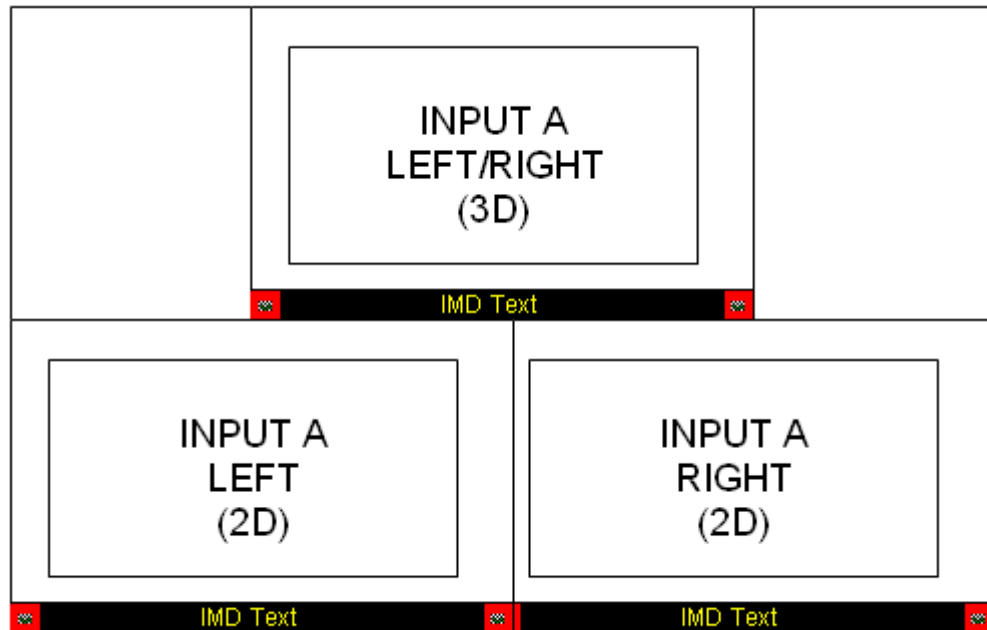 INPUT A
LEFT/RIGHT
(3D)
IMD Text
INPUT A
LEFT
(2D)
IMD Text
INPUT A
RIGHT
(2D)
IMD Text